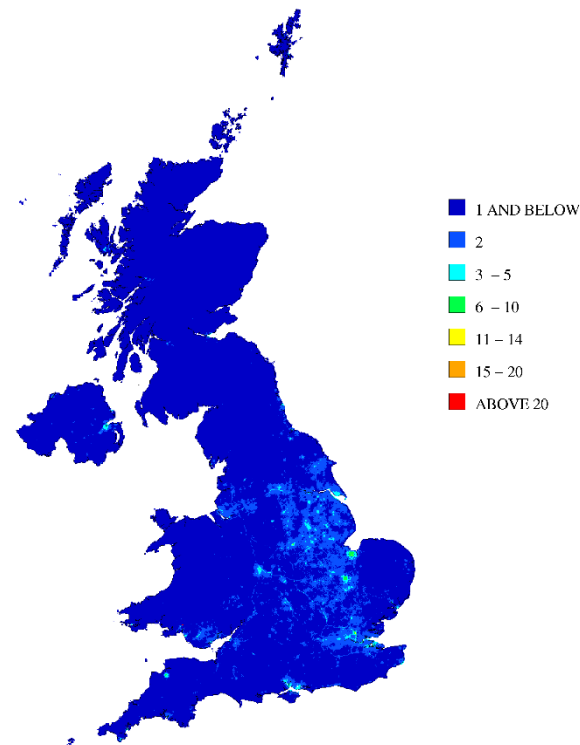 1 AND BELOW
2
3 – 5
6 – 10
11 – 14
15 – 20
ABOVE 20